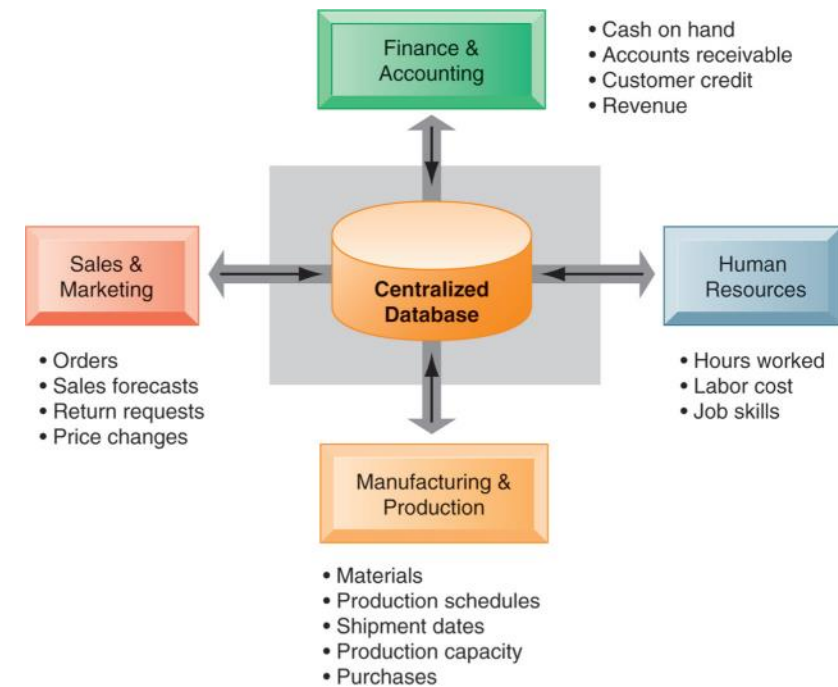 Finance &
Accounting
• Cash on hand
• Accounts receivable
• Customer credit
• Revenue
Sales &
Marketing
• Orders
• Sales forecasts
• Return requests
• Price changes
Centralized
Database
Human
Resources
• Hours worked
• Labor cost
• Job skills
Manufacturing &
Production
• Materials
• Production schedules
• Shipment dates
• Production capacity
• Purchases